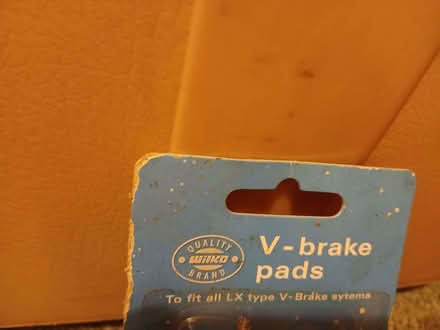 QUALITY
WILKO
BRAND
V-brake
pads
To fit all LX type V-Brake sytems